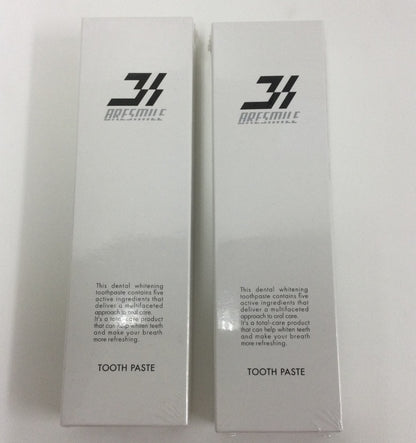 BRESMILE
This dental whitening
toothpaste contains five
active ingredients that
deliver a multifaceted
approach to oral care.
It's a total-care product
that can help whiten teeth
and make your breath
more refreshing.
TOOTH PASTE
BRESMILE
This dental whitening
toothpaste contains five
active ingredients that
deliver a multifaceted
approach to oral care.
It's a total-care product
that can help whiten teeth
and make your breath
more refreshing.
TOOTH PASTE